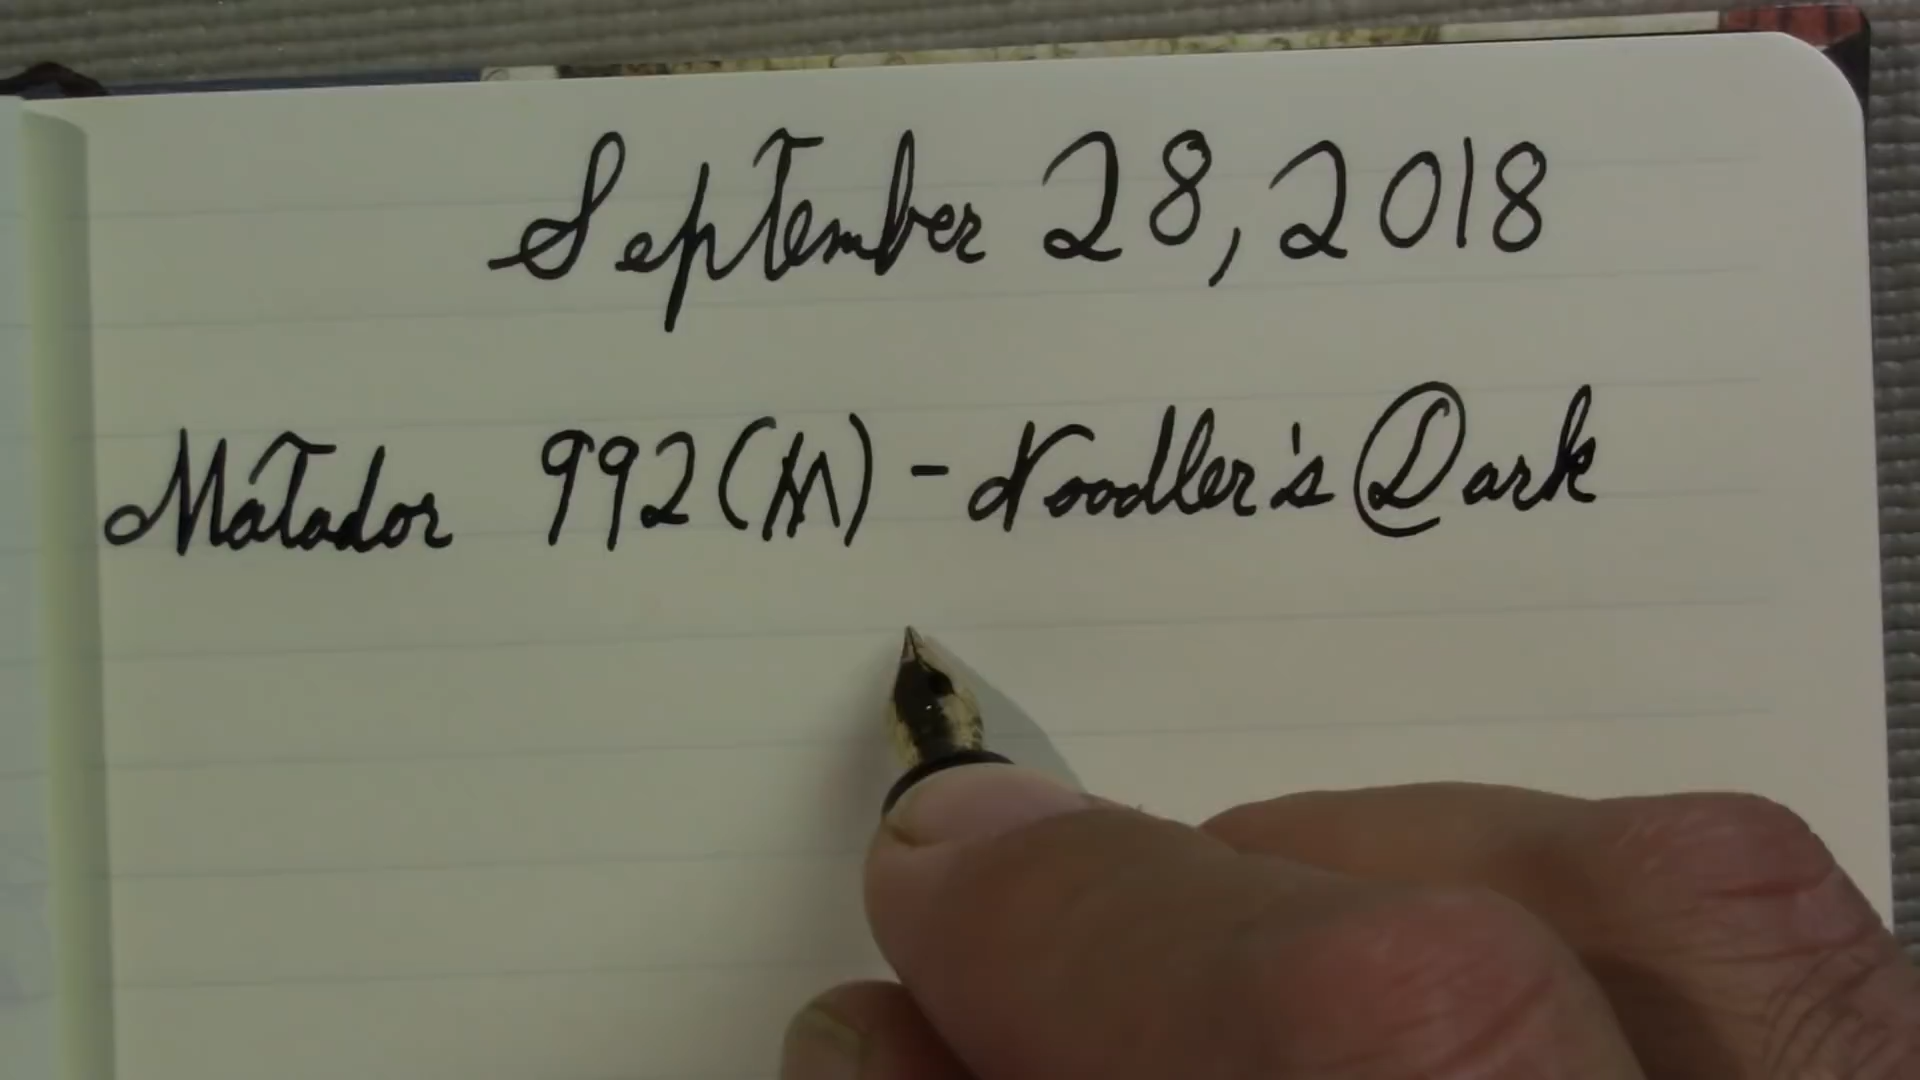 September 28, 2018
Matador 992 (M) - Noodler's Dark